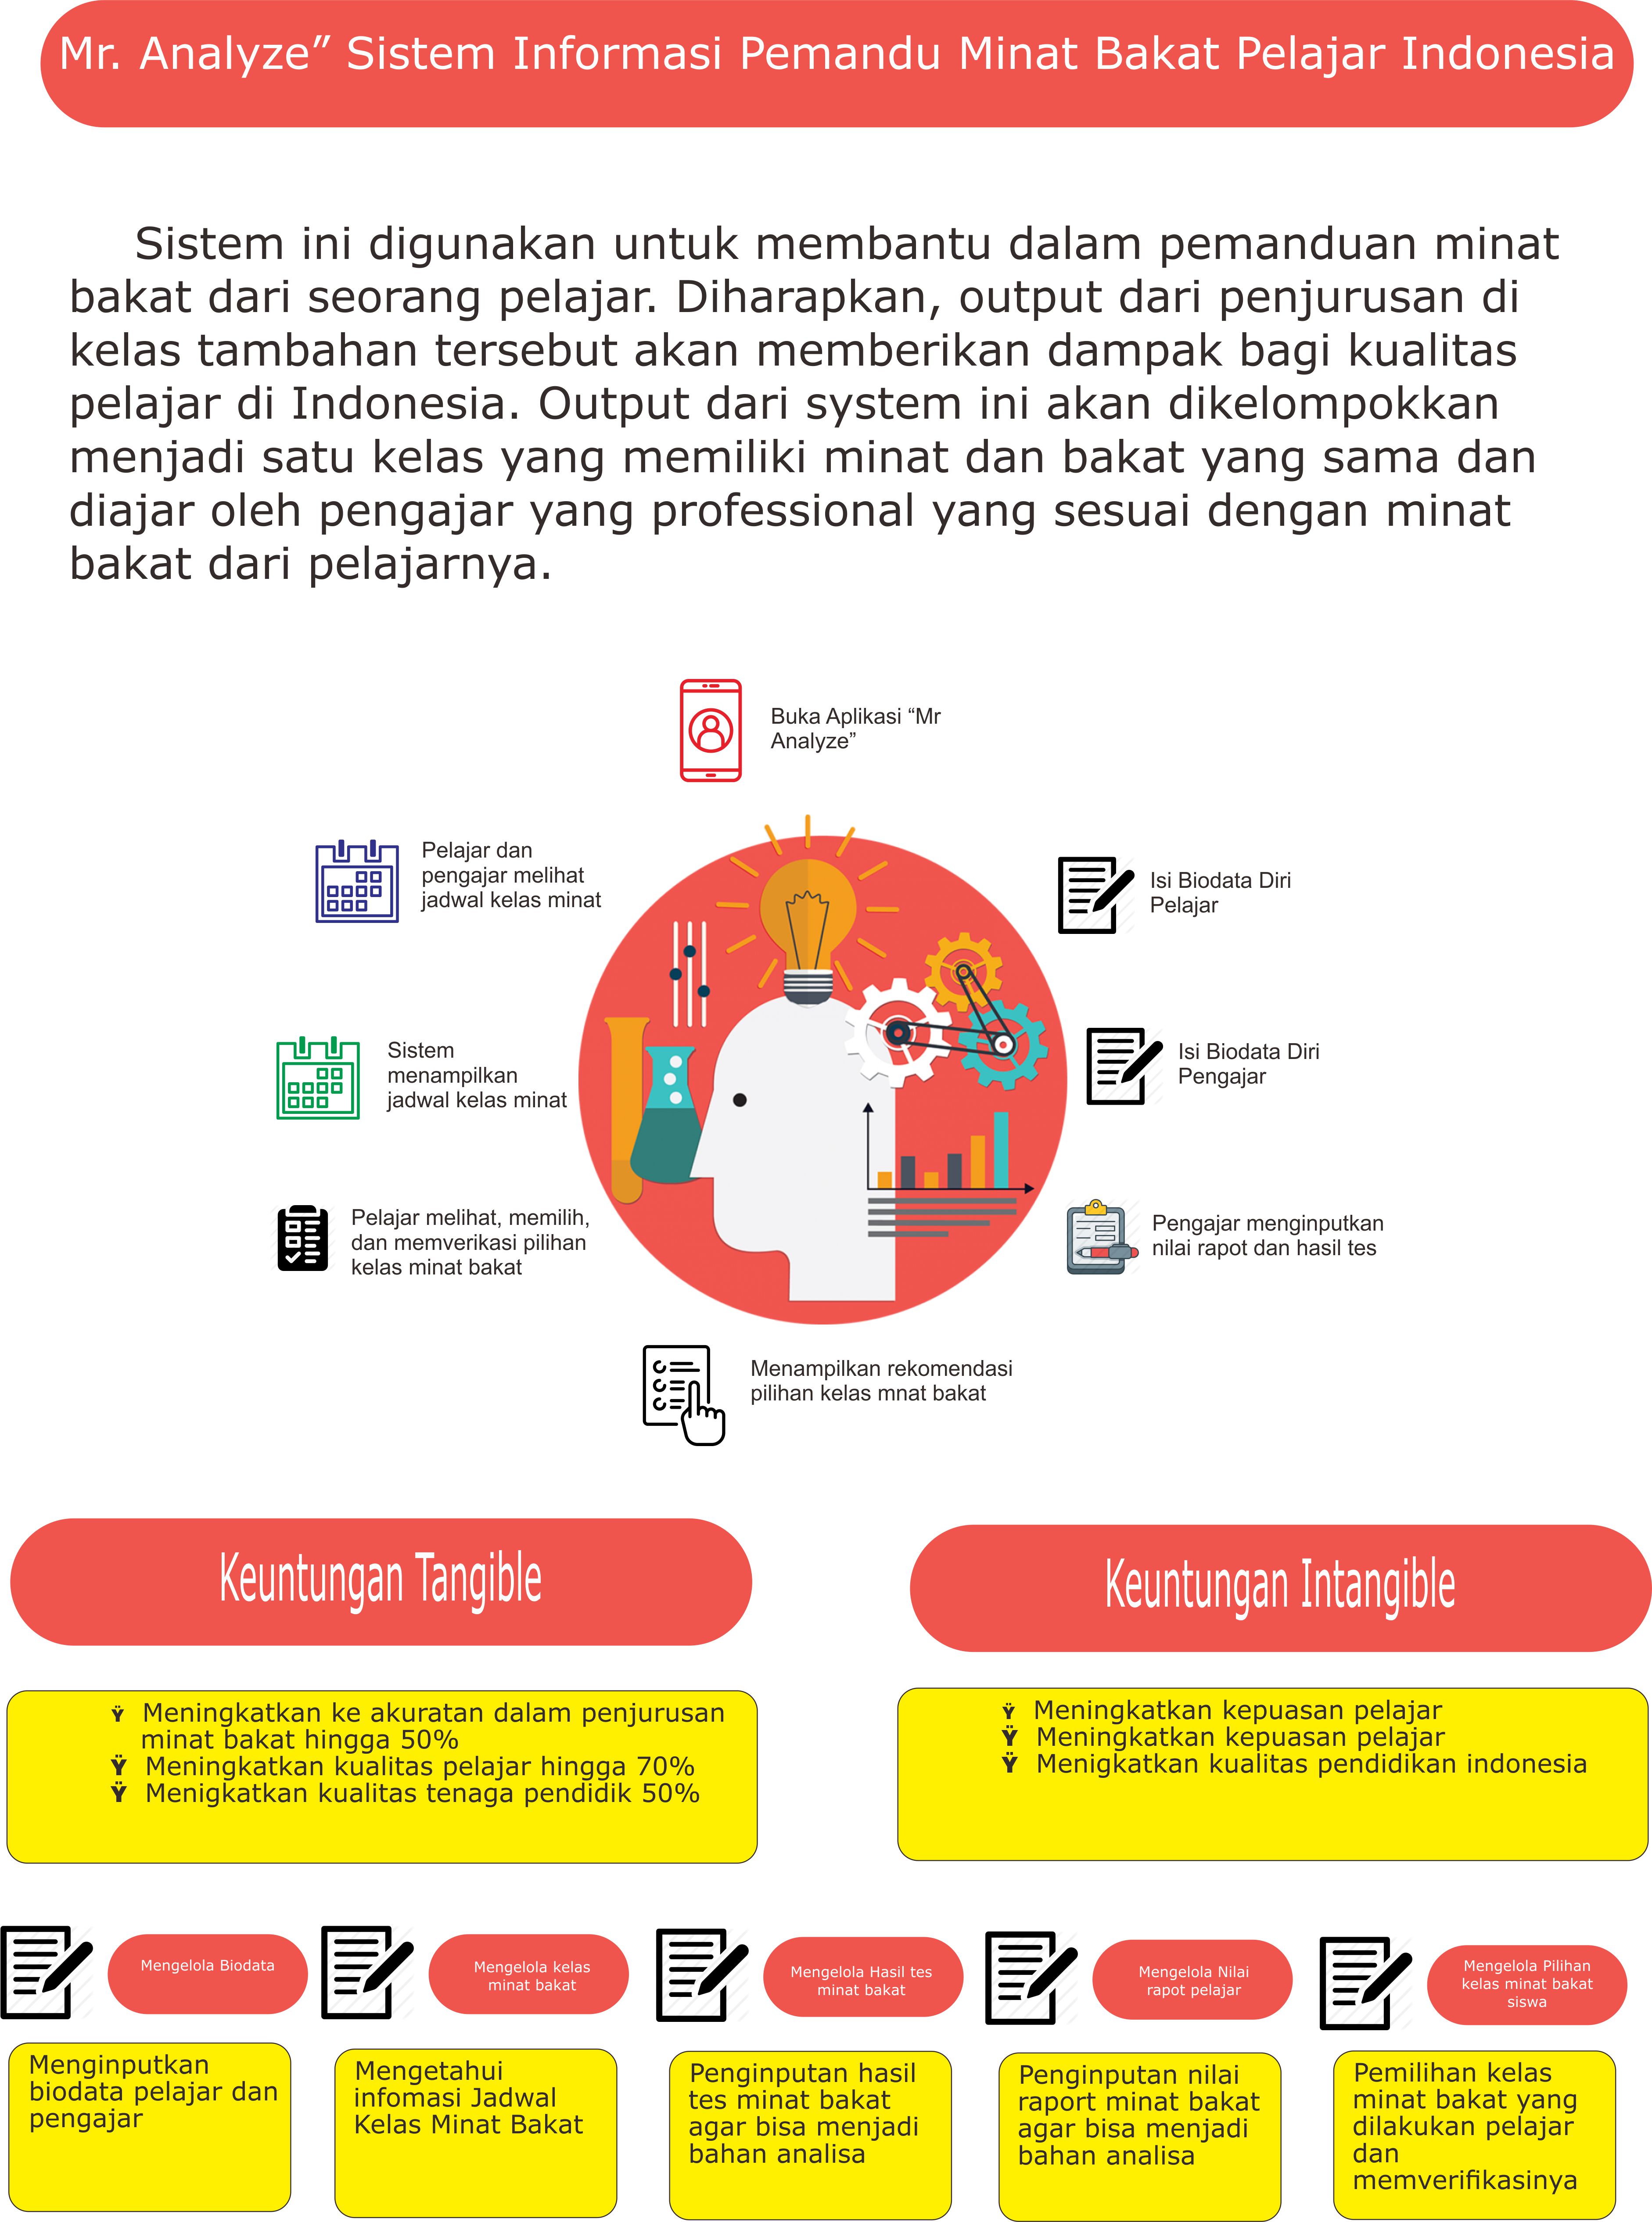 Mr. Analyze” Sistem Informasi Pemandu Minat Bakat Pelajar Indonesia
Sistem ini digunakan untuk membantu dalam pemanduan minat
bakat dari seorang pelajar. Diharapkan, output dari penjurusan di
kelas tambahan tersebut akan memberikan dampak bagi kualitas
pelajar di Indonesia. Output dari system ini akan dikelompokkan
menjadi satu kelas yang memiliki minat dan bakat yang sama dan
diajar oleh pengajar yang professional yang sesuai dengan minat
bakat dari pelajarnya.
Buka Aplikasi “Mr
Analyze”
Isi Biodata Diri
Pelajar
Isi Biodata Diri
Pengajar
Pengajar menginputkan
nilai rapot dan hasil tes
Menampilkan rekomendasi
pilihan kelas mnat bakat
Pelajar melihat, memilih,
dan memverikasi pilihan
kelas minat bakat
Sistem
menampilkan
jadwal kelas minat
Pelajar dan
pengajar melihat
jadwal kelas minat
Keuntungan Tangible
Ÿ Meningkatkan ke akuratan dalam penjurusan
minat bakat hingga 50%
Ÿ Meningkatkan kualitas pelajar hingga 70%
Ÿ Menigkatkan kualitas tenaga pendidik 50%
Keuntungan Intangible
Ÿ Meningkatkan kepuasan pelajar
Ÿ Meningkatkan kepuasan pelajar
Ÿ Menigkatkan kualitas pendidikan indonesia
Mengelola Biodata
Menginputkan
biodata pelajar dan
pengajar
Mengelola kelas
minat bakat
Mengetahui
infomasi Jadwal
Kelas Minat Bakat
Mengelola Hasil tes
minat bakat
Penginputan hasil
tes minat bakat
agar bisa menjadi
bahan analisa
Mengelola Nilai
rapot pelajar
Penginputan nilai
raport minat bakat
agar bisa menjadi
bahan analisa
Mengelola Pilihan
kelas minat bakat
siswa
Pemilihan kelas
minat bakat yang
dilakukan pelajar
dan
memverifikasinya